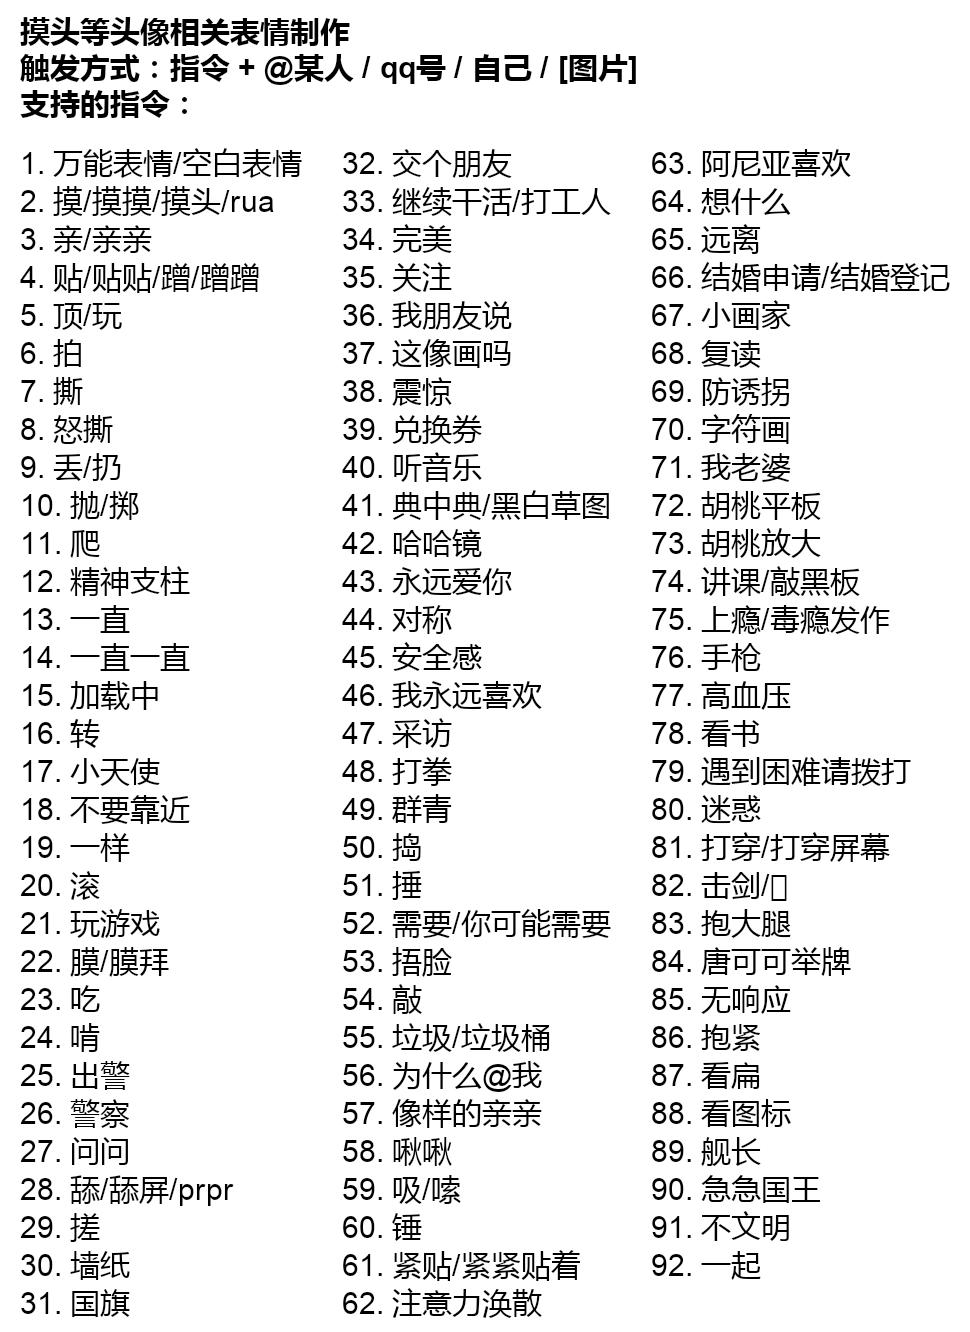 摸头等头像相关表情制作
触发方式：指令 + @某人 / qq号 / 自己 / [图片]
支持的指令：
1. 万能表情/空白表情
2. 摸/摸摸/摸头/rua
3. 亲/亲亲
4. 贴/贴贴/蹭/蹭蹭
5. 顶/玩
6. 拍
7. 撕
8. 怒撕
9. 丢/扔
10. 抛/掷
11. 爬
12. 精神支柱
13. 一直
14. 一直一直
15. 加载中
16. 转
17. 小天使
18. 不要靠近
19. 一样
20. 滚
21. 玩游戏
22. 膜/膜拜
23. 吃
24. 啃
25. 出警
26. 警察
27. 问问
28. 舔/舔屏/prpr
29. 搓
30. 墙纸
31. 国旗
32. 交个朋友
33. 继续干活/打工人
34. 完美
35. 关注
36. 我朋友说
37. 这像画吗
38. 震惊
39. 兑换券
40. 听音乐
41. 典中典/黑白草图
42. 哈哈镜
43. 永远爱你
44. 对称
45. 安全感
46. 我永远喜欢
47. 采访
48. 打拳
49. 群青
50. 捣
51. 捶
52. 需要/你可能需要
53. 捂脸
54. 敲
55. 垃圾/垃圾桶
56. 为什么@我
57. 像样的亲亲
58. 啾啾
59. 吸/嗦
60. 锤
61. 紧贴/紧紧贴着
62. 注意力涣散
63. 阿尼亚喜欢
64. 想什么
65. 远离
66. 结婚申请/结婚登记
67. 小画家
68. 复读
69. 防诱拐
70. 字符画
71. 我老婆
72. 胡桃平板
73. 胡桃放大
74. 讲课/敲黑板
75. 上瘾/毒瘾发作
76. 手枪
77. 高血压
78. 看书
79. 遇到困难请拨打
80. 迷惑
81. 打穿/打穿屏幕
82. 击剑/
83. 抱大腿
84. 唐可可举牌
85. 无响应
86. 抱紧
87. 看扁
88. 看图标
89. 舰长
90. 急急国王
91. 不文明
92. 一起